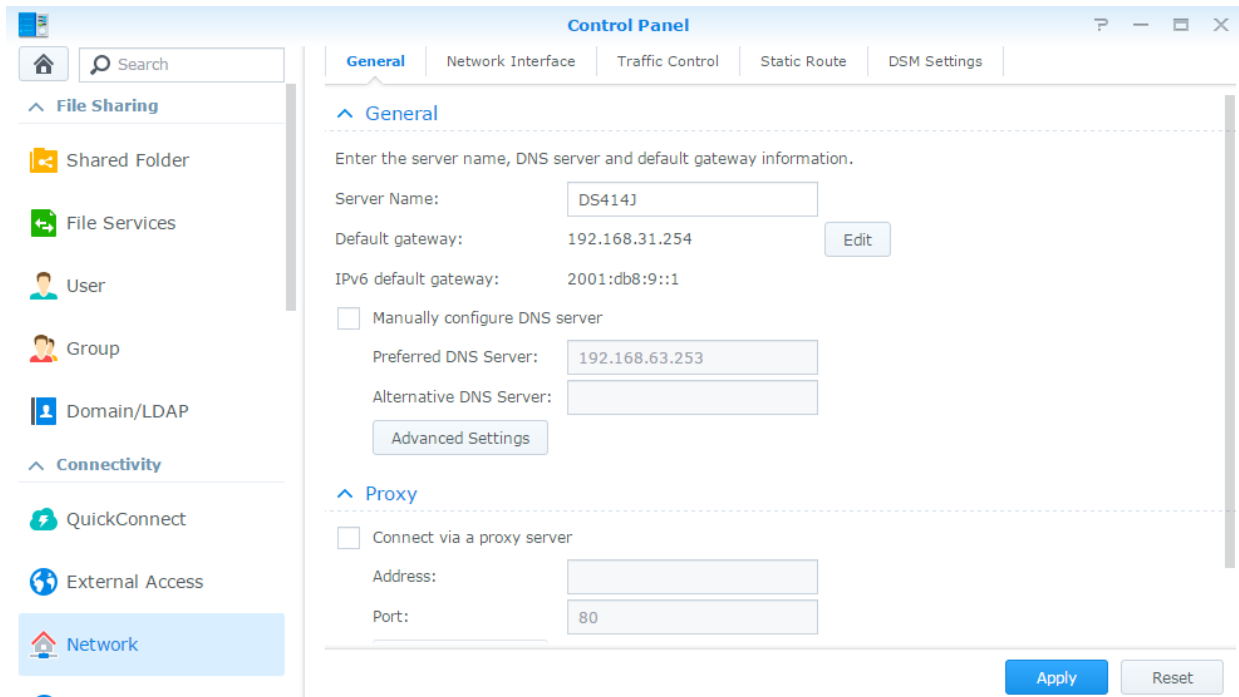 Control Panel
Search
General
Network Interface
Traffic Control
Static Route
DSM Settings
File Sharing
Shared Folder
File Services
User
Group
Domain/LDAP
Connectivity
QuickConnect
External Access
Network
General
Enter the server name, DNS server and default gateway information.
Server Name: DS414J
Default gateway: 192.168.31.254 Edit
IPv6 default gateway: 2001:db8:9::1
Manually configure DNS server
Preferred DNS Server: 192.168.63.253
Alternative DNS Server:
Advanced Settings
Proxy
Connect via a proxy server
Address:
Port: 80
Apply Reset